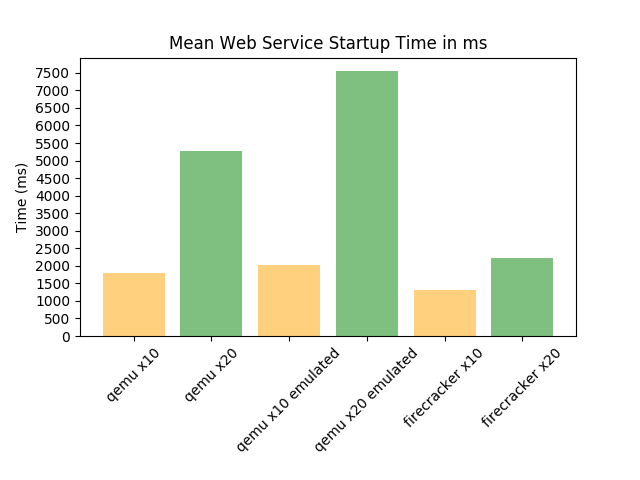 Mean Web Service Startup Time in ms
Time (ms)
7500
7000
6500
6000
5500
5000
4500
4000
3500
3000
2500
2000
1500
1000
500
0
qemu x10
qemu x20
qemu x10 emulated
qemu x20 emulated
firecracker x10
firecracker x20